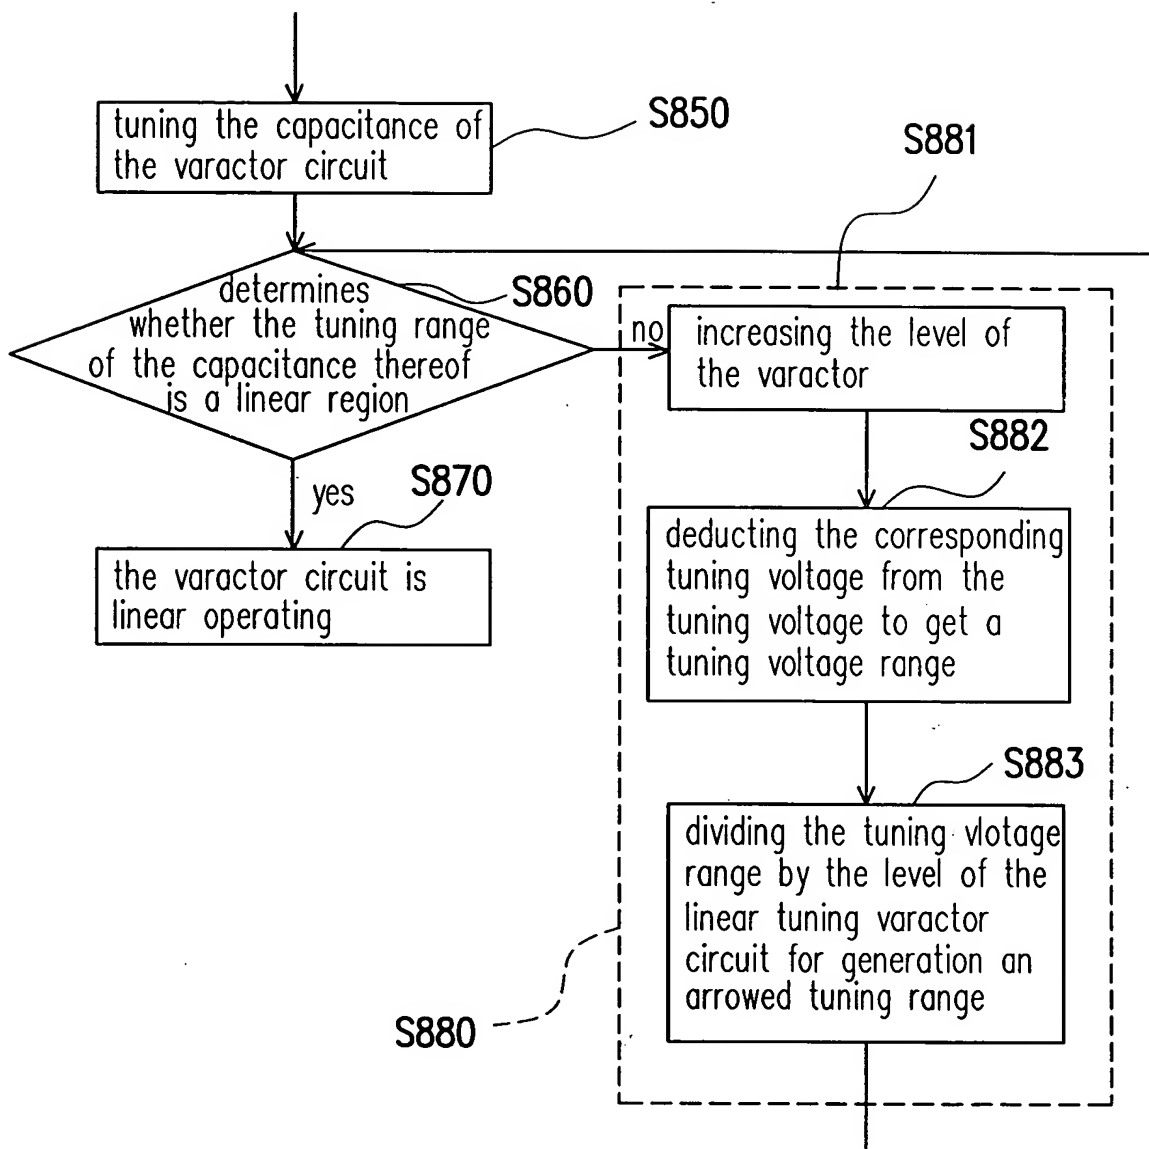 tuning the capacitance of
the varactor circuit
S850
S881
determines
whether the tuning range
of the capacitance thereof
is a linear region
S860
no
increasing the level of
the varactor
S882
yes
S870
the varactor circuit is
linear operating
deducting the corresponding
tuning voltage from the
tuning voltage to get a
tuning voltage range
S883
dividing the tuning vlotage
range by the level of the
linear tuning varactor
circuit for generation an
arrowed tuning range
S880